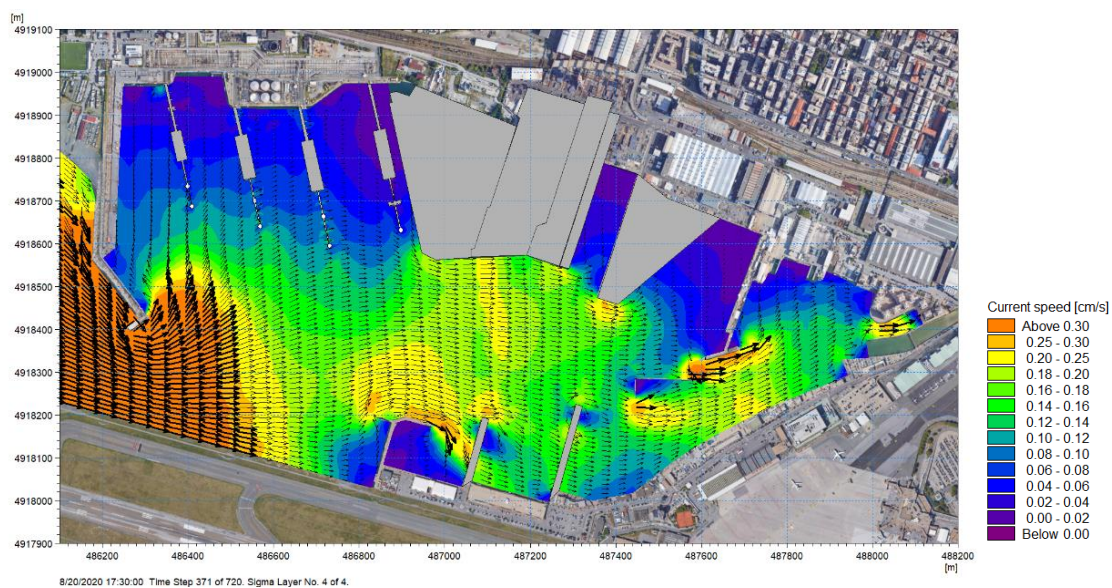 [m]
4919100
4919000
4918900
4918800
4918700
4918600
4918500
4918400
4918300
4918200
4918100
4918000
4917900
486200 486400 486600 486800 487000 487200 487400 487600 487800 488000 488200
[m]
8/20/2020 17:30:00 Time Step 371 of 720. Sigma Layer No. 4 of 4.
Current speed [cm/s]
Above 0.30
0.25 - 0.30
0.20 - 0.25
0.18 - 0.20
0.16 - 0.18
0.14 - 0.16
0.12 - 0.14
0.10 - 0.12
0.08 - 0.10
0.06 - 0.08
0.04 - 0.06
0.02 - 0.04
0.00 - 0.02
Below 0.00